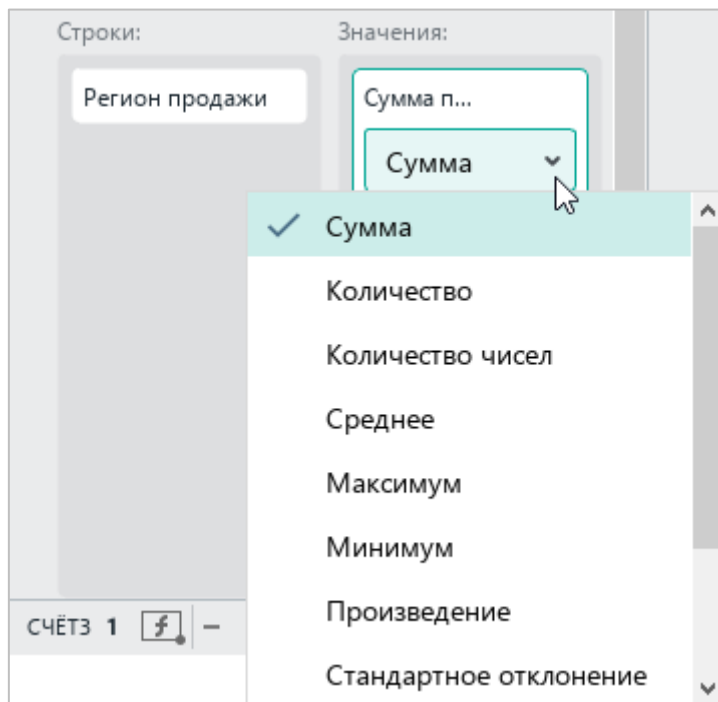 Строки:
Значения:
Регион продажи
Сумма п...
Сумма
Сумма
Количество
Количество чисел
Среднее
Максимум
Минимум
Произведение
Стандартное отклонение
СЧЁТЗ 1 f